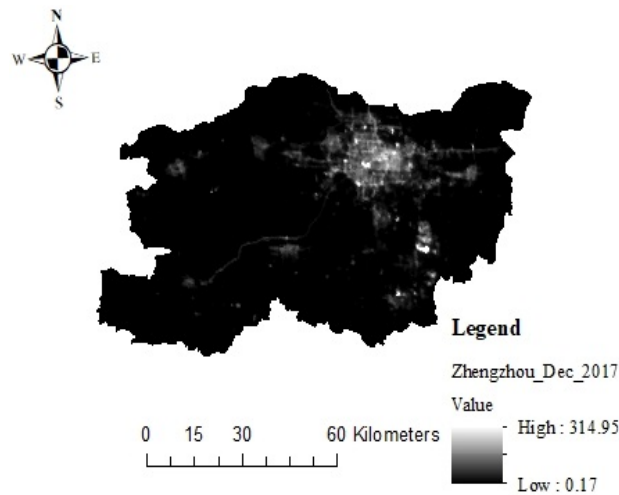 N
W E
S
Legend
Zhengzhou_Dec_2017
Value
High : 314.95
Low : 0.17
0 15 30 60 Kilometers